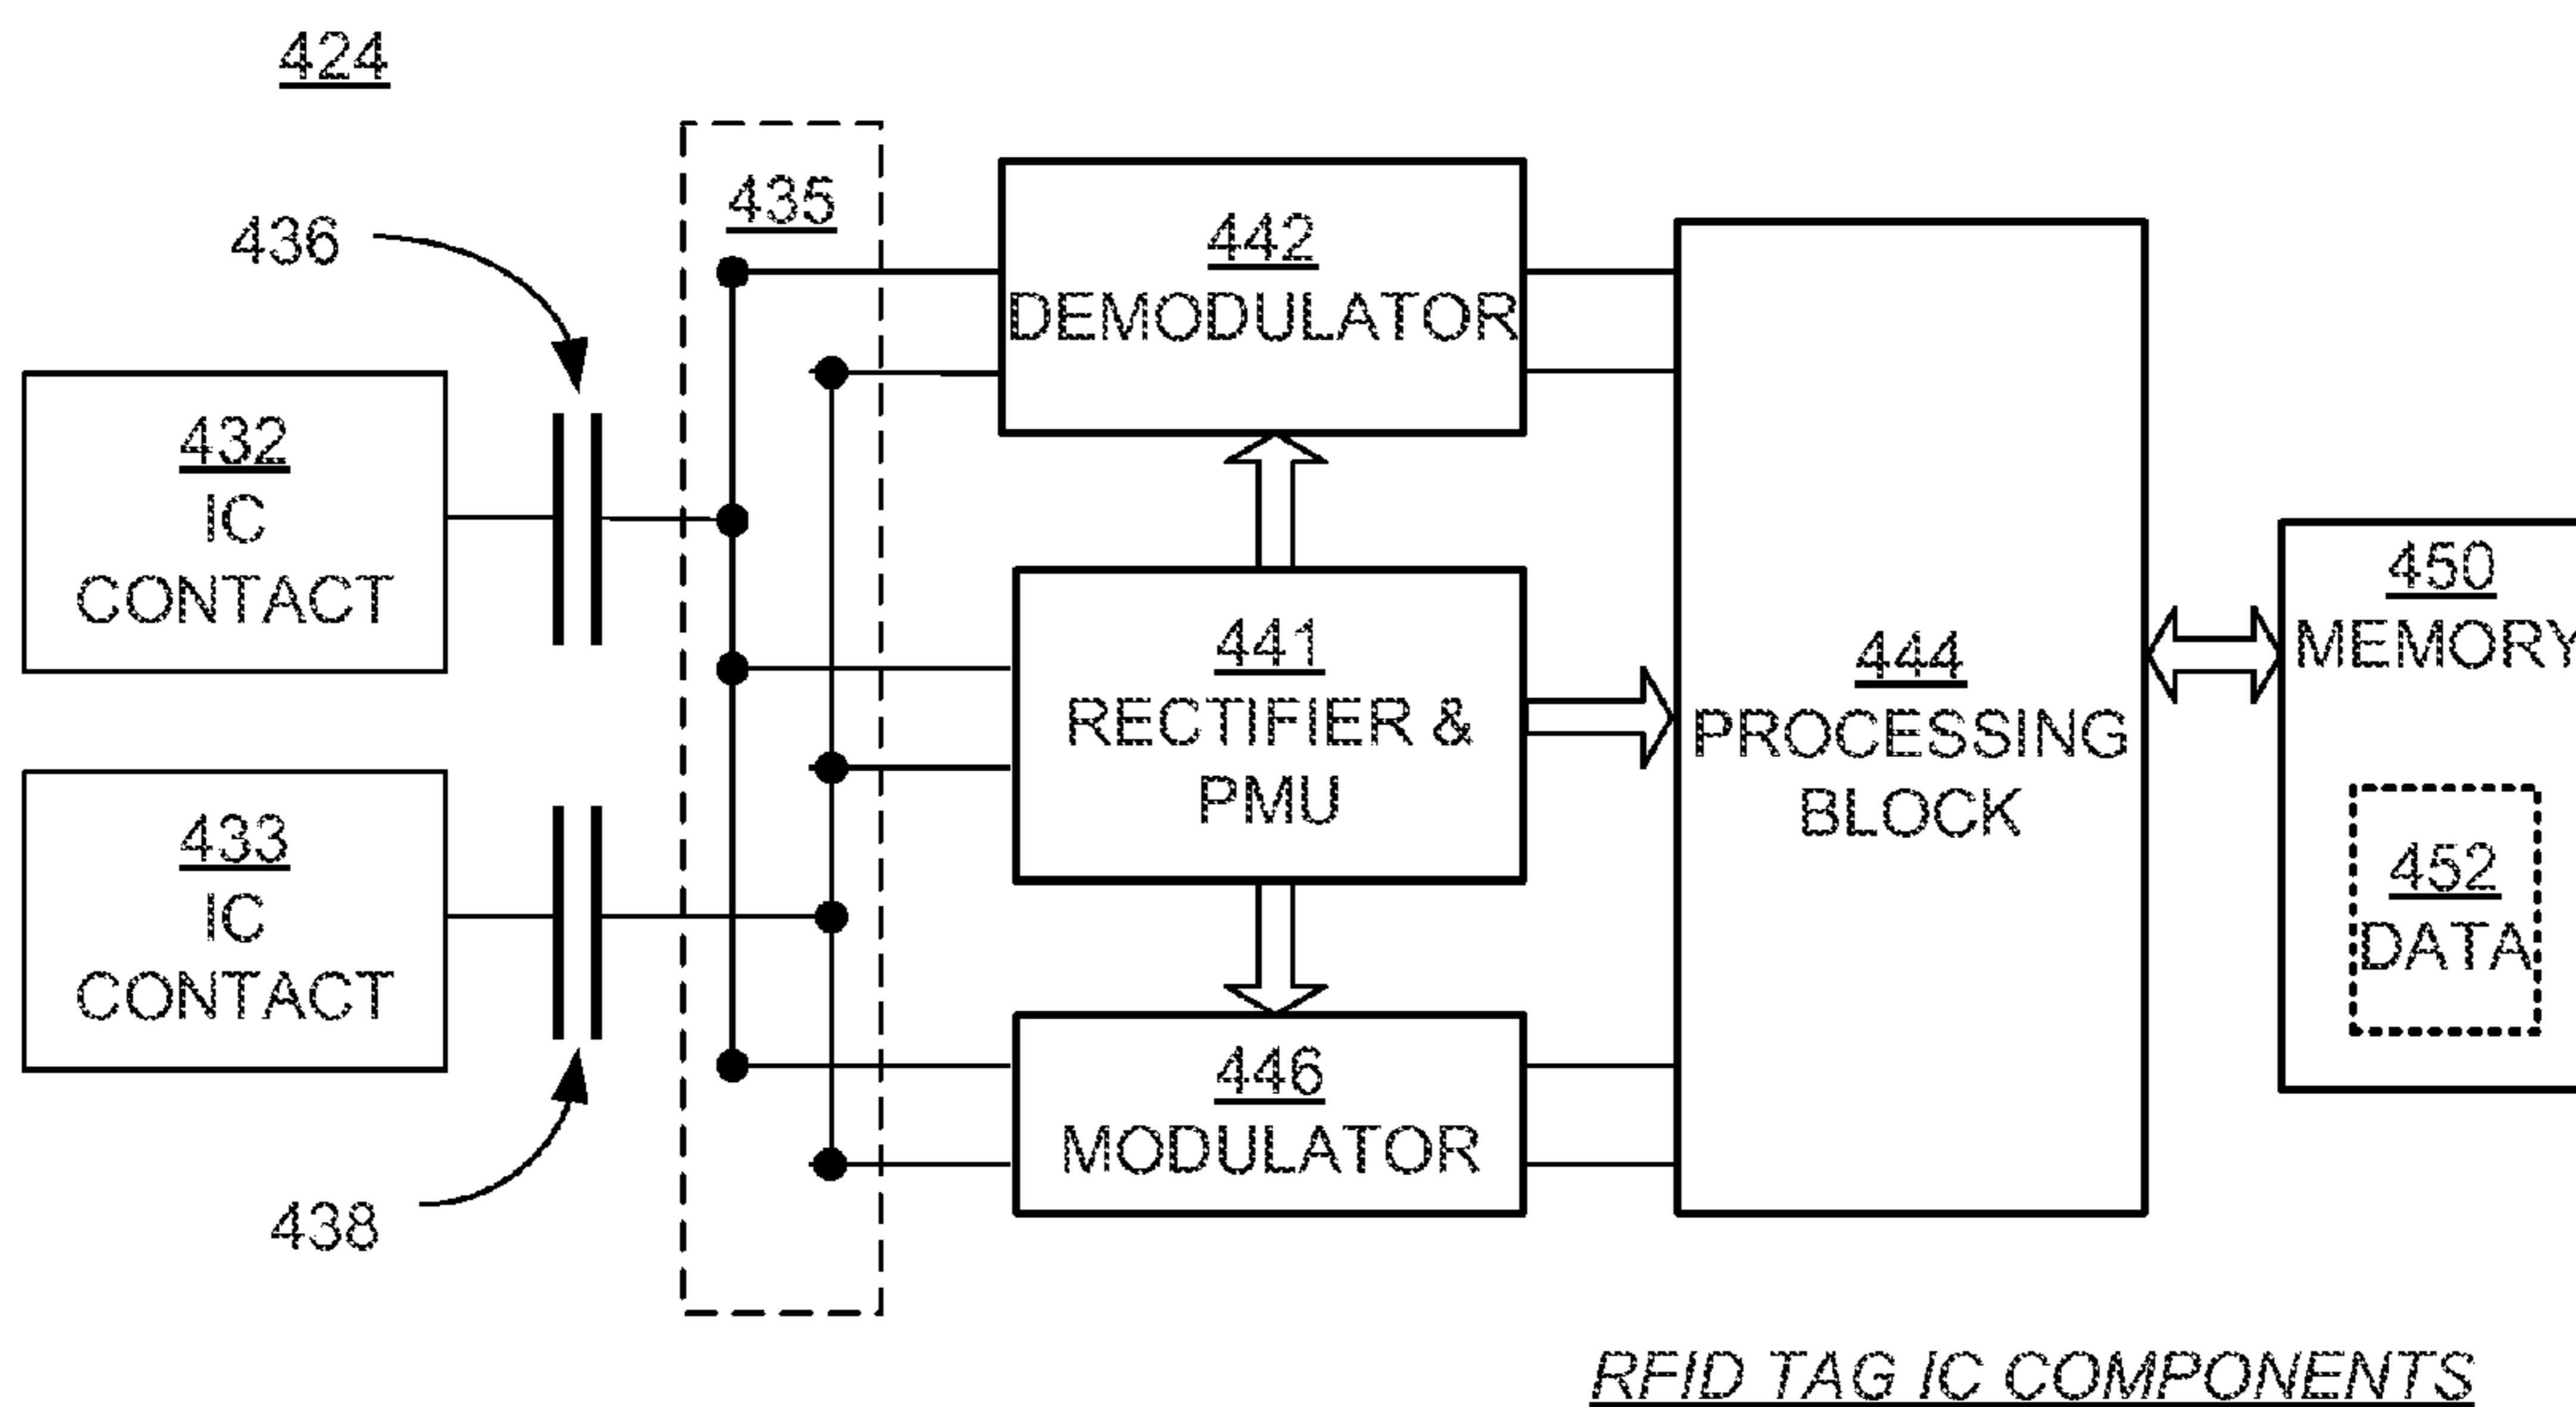 424
436
432
IC
CONTACT
433
IC
CONTACT
438
435
442
DEMODULATOR
441
RECTIFIER &
PMU
446
MODULATOR
444
PROCESSING
BLOCK
450
MEMORY
452
DATA
RFID TAG IC COMPONENTS